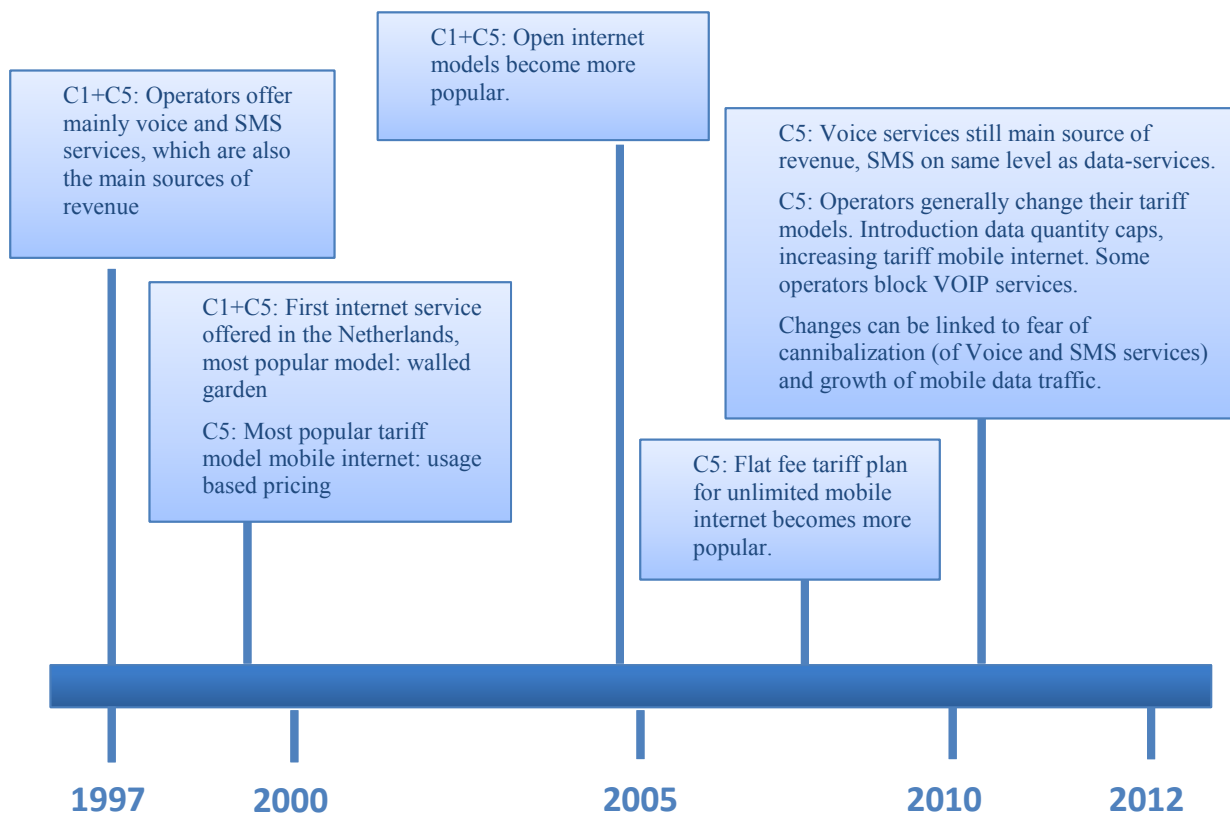 C1+C5: Operators offer
mainly voice and SMS
services, which are also
the main sources of
revenue
C1+C5: First internet service
offered in the Netherlands,
most popular model: walled
garden
C5: Most popular tariff
model mobile internet: usage
based pricing
C1+C5: Open internet
models become more
popular.
C5: Flat fee tariff plan
for unlimited mobile
internet becomes more
popular.
C5: Voice services still main source of
revenue, SMS on same level as data-services.
C5: Operators generally change their tariff
models. Introduction data quantity caps,
increasing tariff mobile internet. Some
operators block VOIP services.
Changes can be linked to fear of
cannibalization (of Voice and SMS services)
and growth of mobile data traffic.
1997 2000 2005 2010 2012